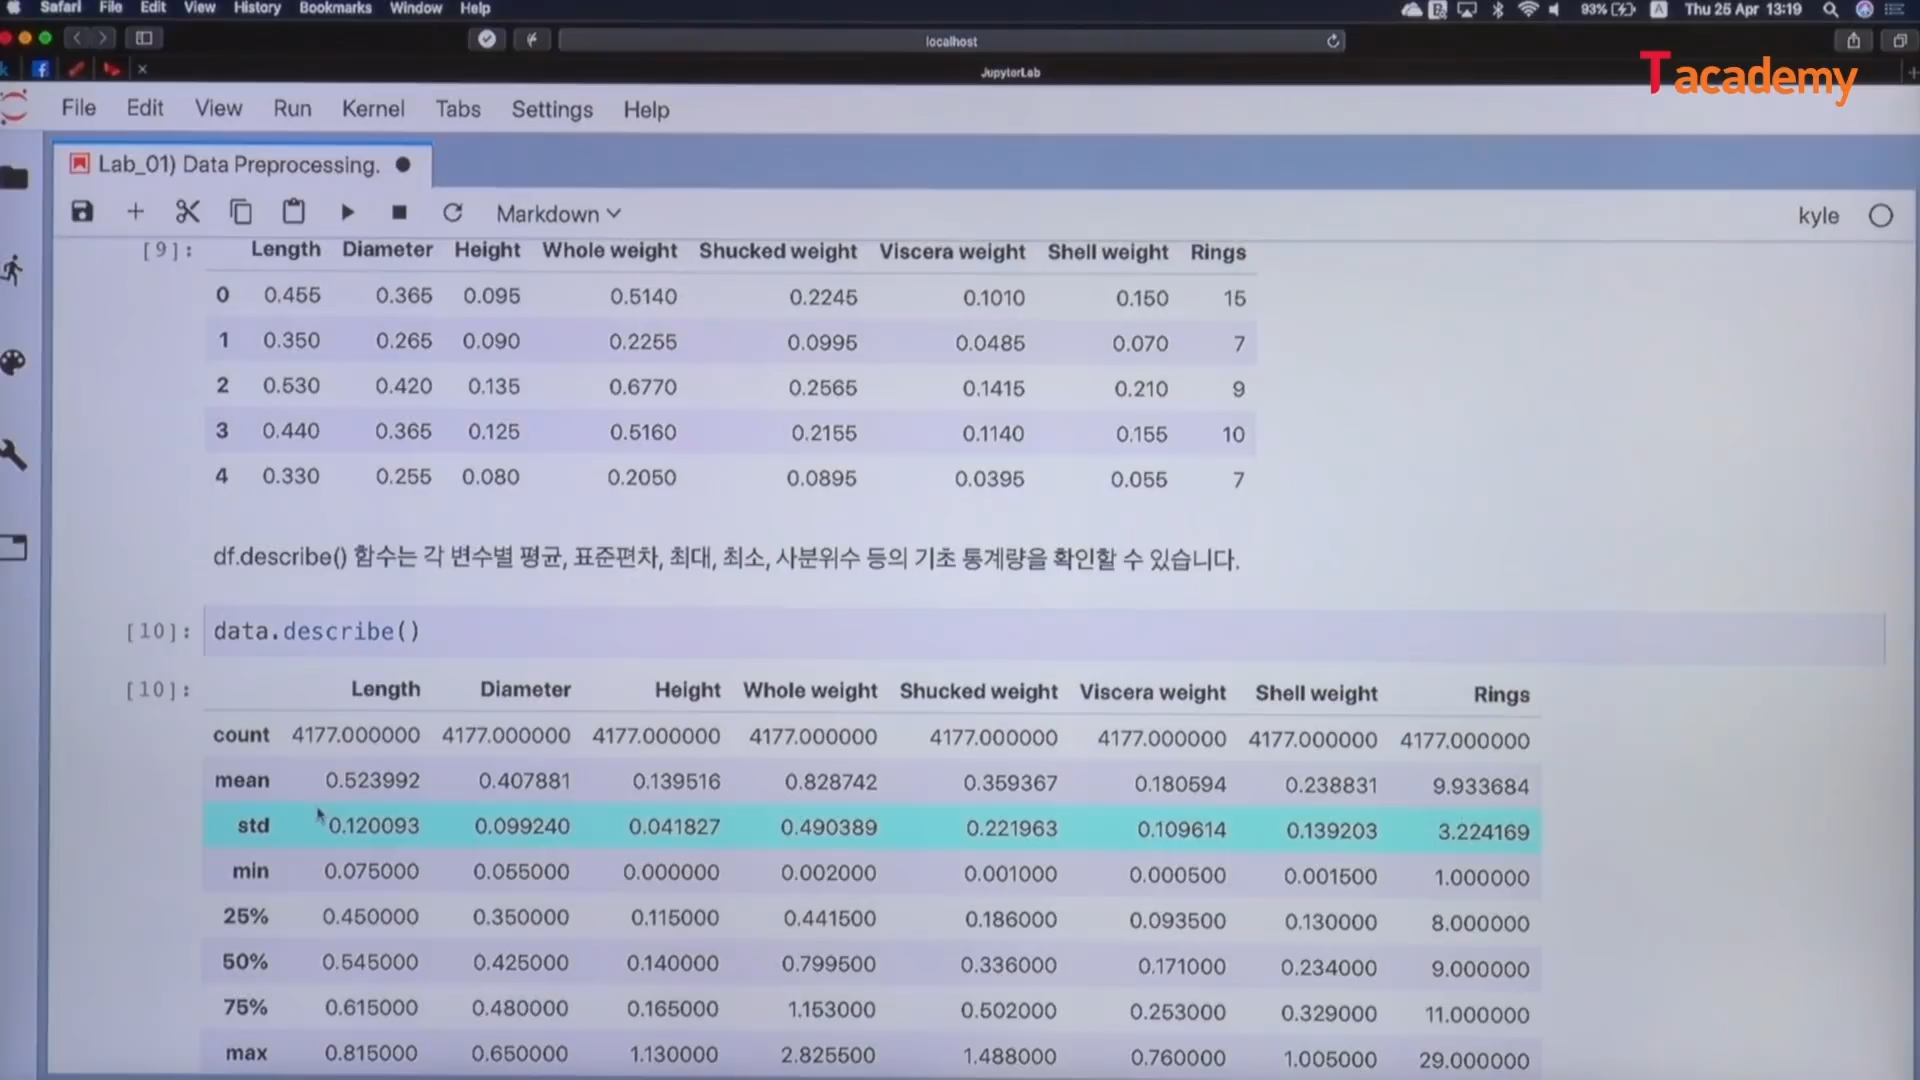 Safari File Edit View History Bookmarks Window Help 93% A Thu 25 Apr 13:19
localhost
JupyterLab
Tacademy
File Edit View Run Kernel Tabs Settings Help
Lab_01) Data Preprocessing.
Markdown kyle
[9]: Length Diameter Height Whole weight Shucked weight Viscera weight Shell weight Rings
0 0.455 0.365 0.095 0.5140 0.2245 0.1010 0.150 15
1 0.350 0.265 0.090 0.2255 0.0995 0.0485 0.070 7
2 0.530 0.420 0.135 0.6770 0.2565 0.1415 0.210 9
3 0.440 0.365 0.125 0.5160 0.2155 0.1140 0.155 10
4 0.330 0.255 0.080 0.2050 0.0895 0.0395 0.055 7
df.describe() 함수는 각 변수별 평균, 표준편차, 최대, 최소, 사분위수 등의 기초 통계량을 확인할 수 있습니다.
[10]: data.describe()
[10]: Length Diameter Height Whole weight Shucked weight Viscera weight Shell weight Rings
count 4177.000000 4177.000000 4177.000000 4177.000000 4177.000000 4177.000000 4177.000000 4177.000000
mean 0.523992 0.407881 0.139516 0.828742 0.359367 0.180594 0.238831 9.933684
std 0.120093 0.099240 0.041827 0.490389 0.221963 0.109614 0.139203 3.224169
min 0.075000 0.055000 0.000000 0.002000 0.001000 0.000500 0.001500 1.000000
25% 0.450000 0.350000 0.115000 0.441500 0.186000 0.093500 0.130000 8.000000
50% 0.545000 0.425000 0.140000 0.799500 0.336000 0.171000 0.234000 9.000000
75% 0.615000 0.480000 0.165000 1.153000 0.502000 0.253000 0.329000 11.000000
max 0.815000 0.650000 1.130000 2.825500 1.488000 0.760000 1.005000 29.000000